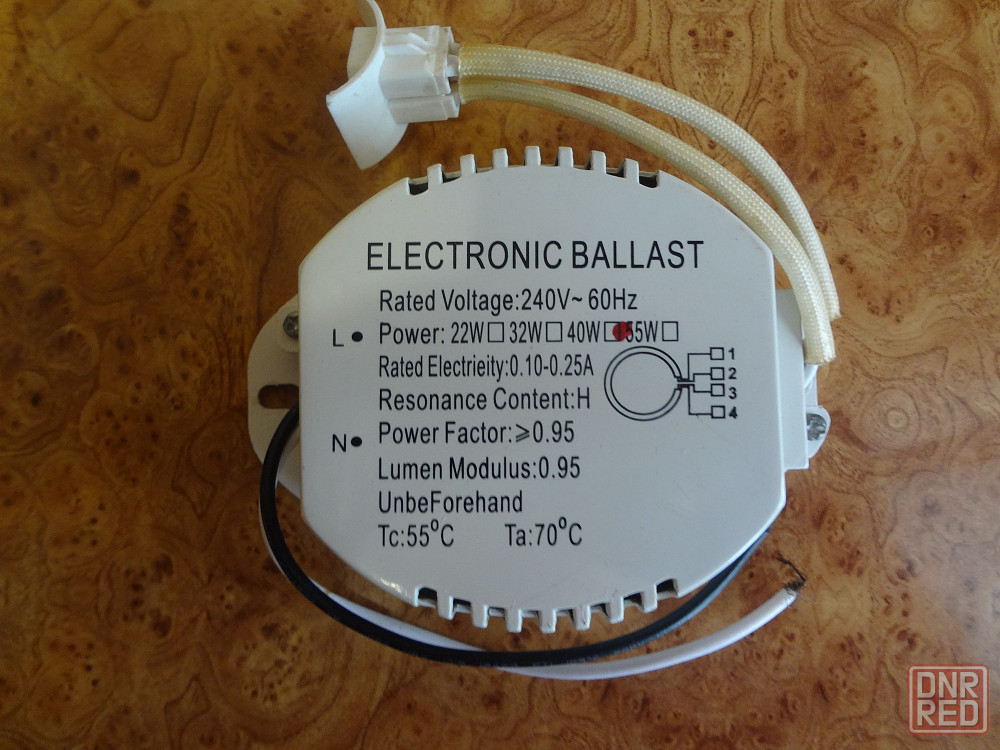 ELECTRONIC BALLAST
Rated Voltage:240V~ 60Hz
L • Power: 22W□ 32W□ 40W□ 55W□
Rated Electrieity:0.10-0.25A
1
2
3
4
Resonance Content:H
N • Power Factor:⩾0.95
Lumen Modulus:0.95
UnbeForehand
Tc:55°C Ta:70°C
DNR
RED